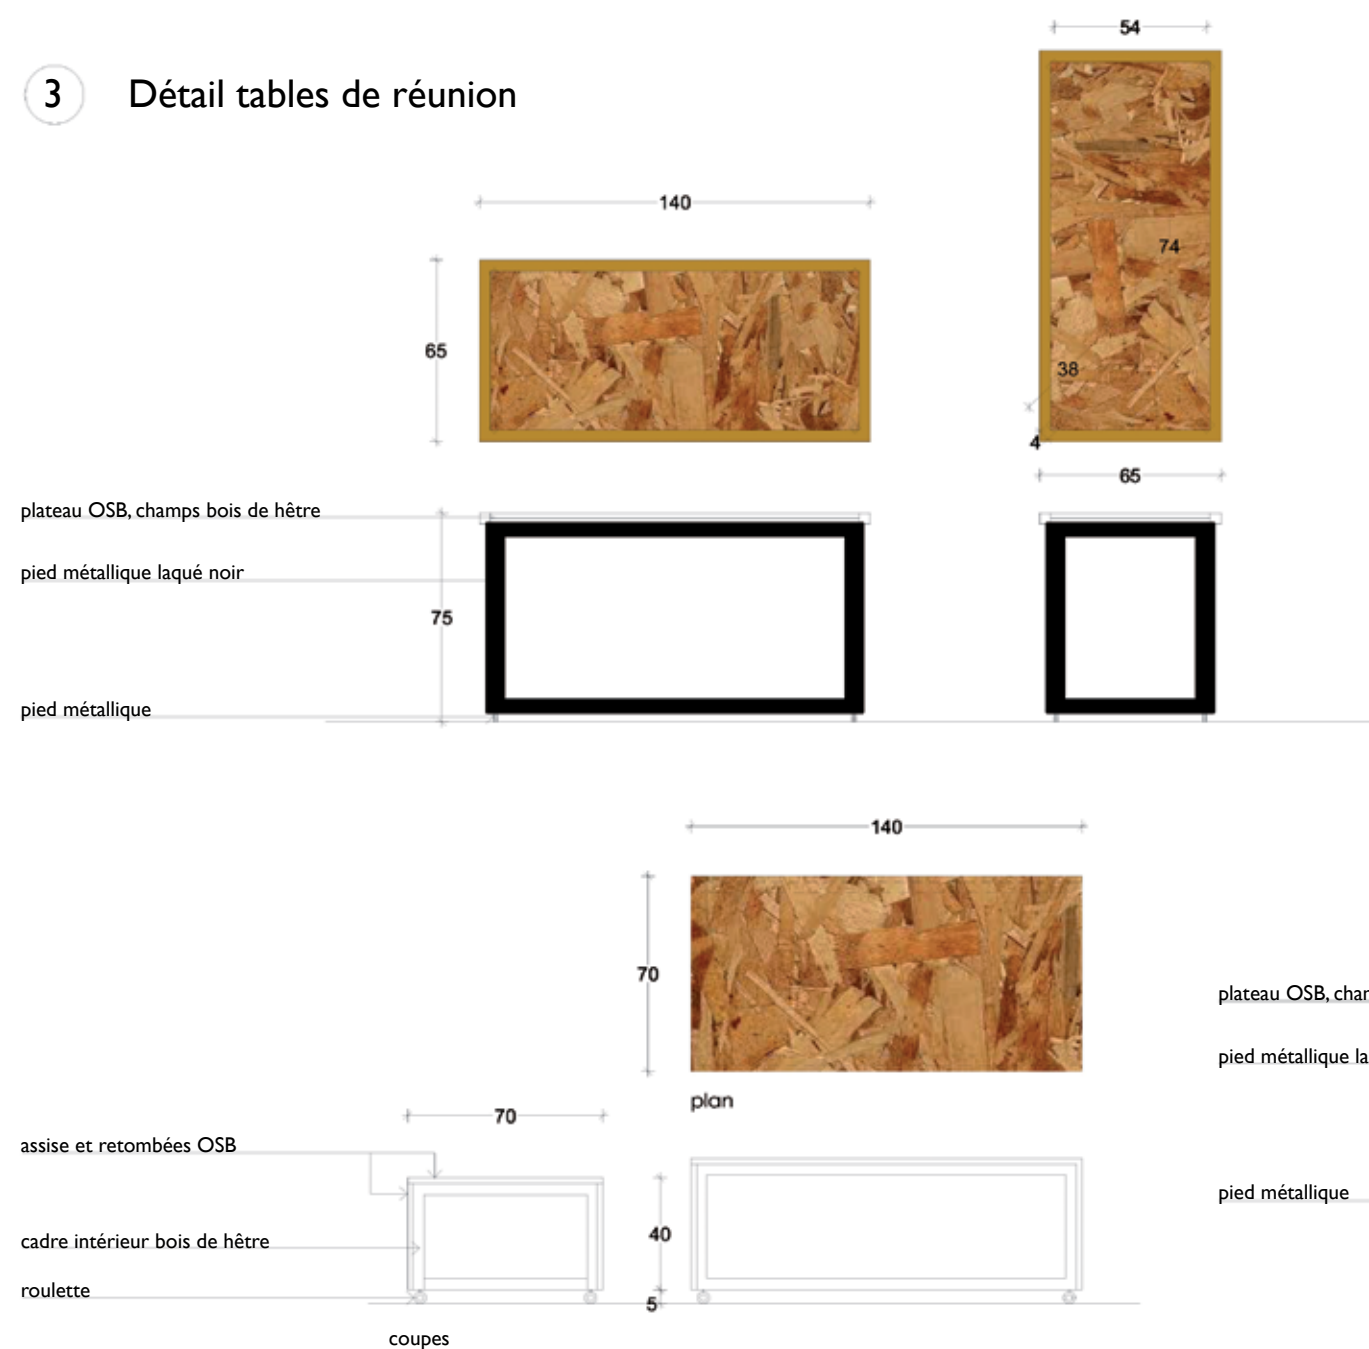 3 Détail tables de réunion
54
140
65
74
38
4
65
plateau OSB, champs bois de hêtre
pied métallique laqué noir
75
pied métallique
140
70
plateau OSB, char
pied métallique la
plan
70
assise et retombées OSB
pied métallique
40
cadre intérieur bois de hêtre
roulette
5
coupes